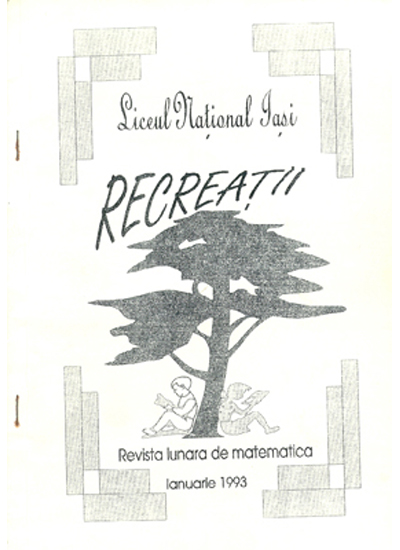 Liceul Național Iași
RECREAȚII
Revista lunara de matematica
Ianuarie 1993